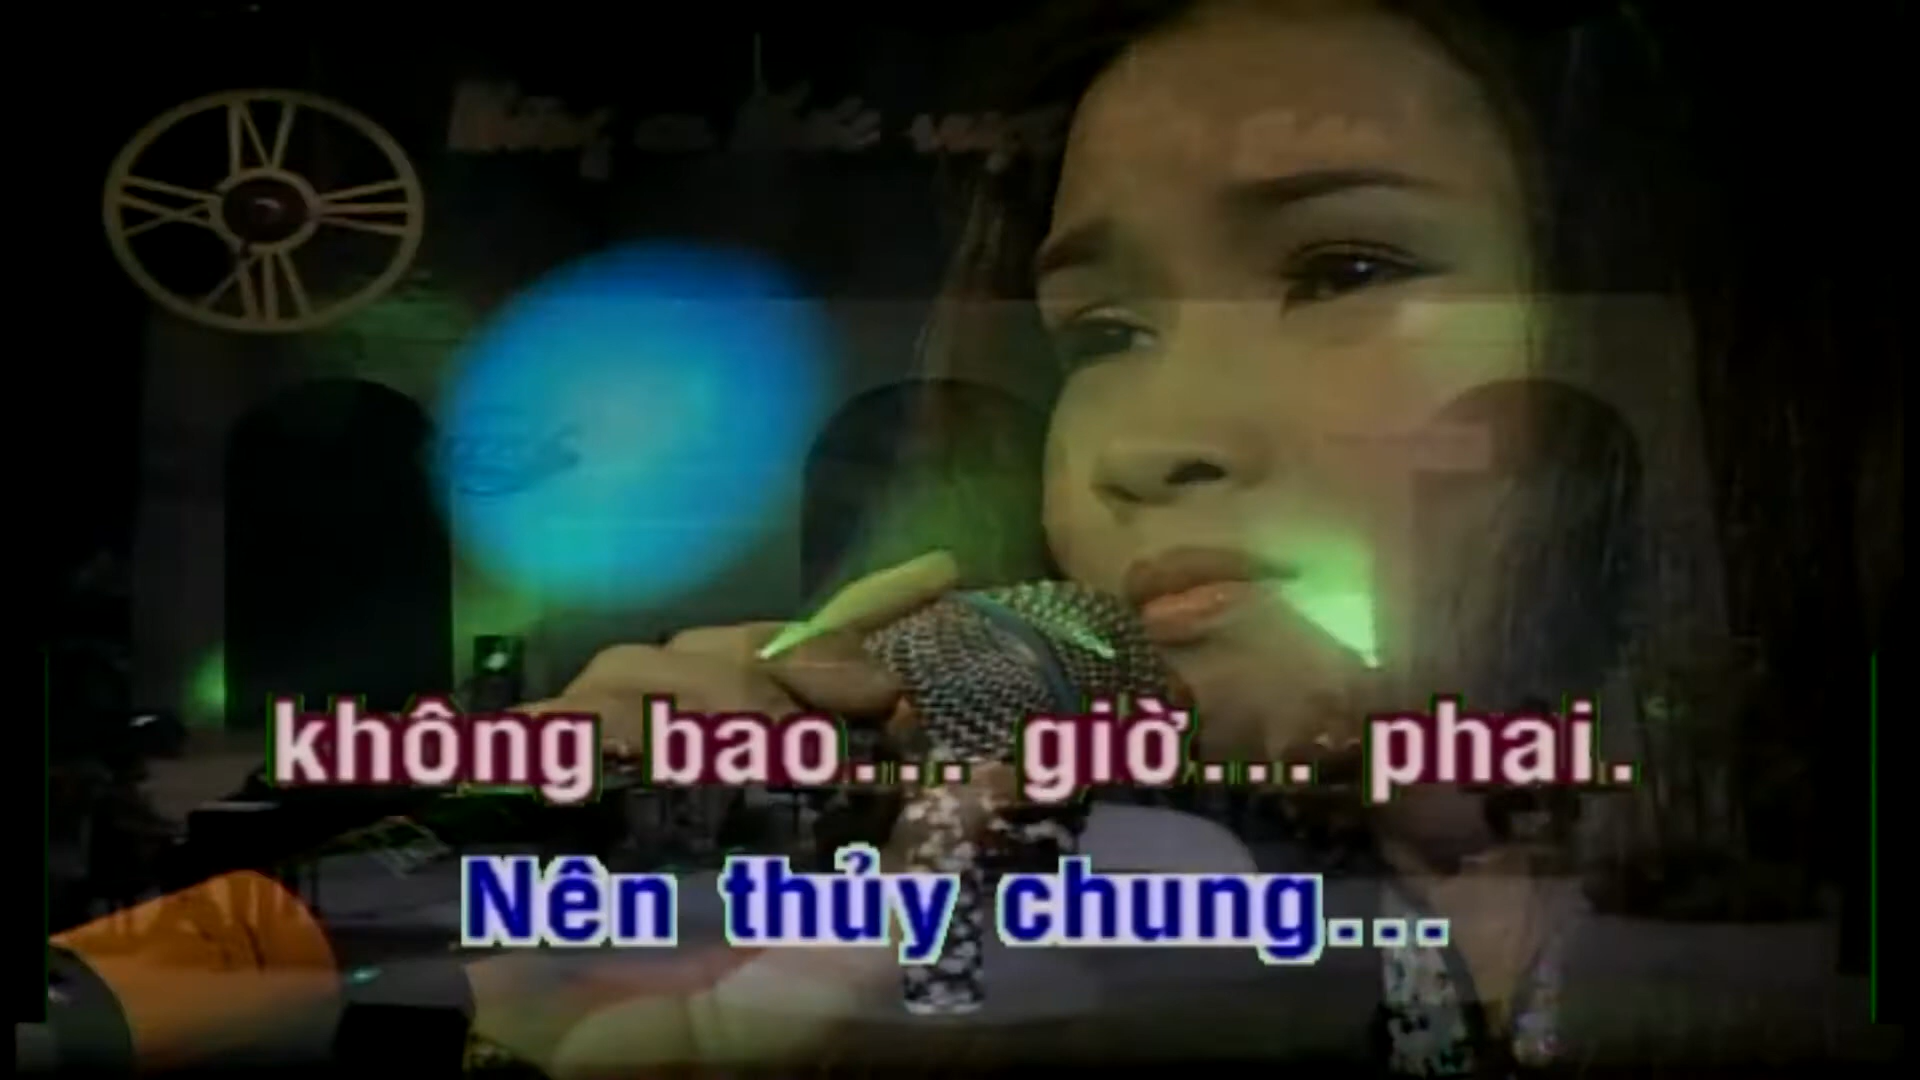 không bao... giờ... phai.
Nên thủy chung...